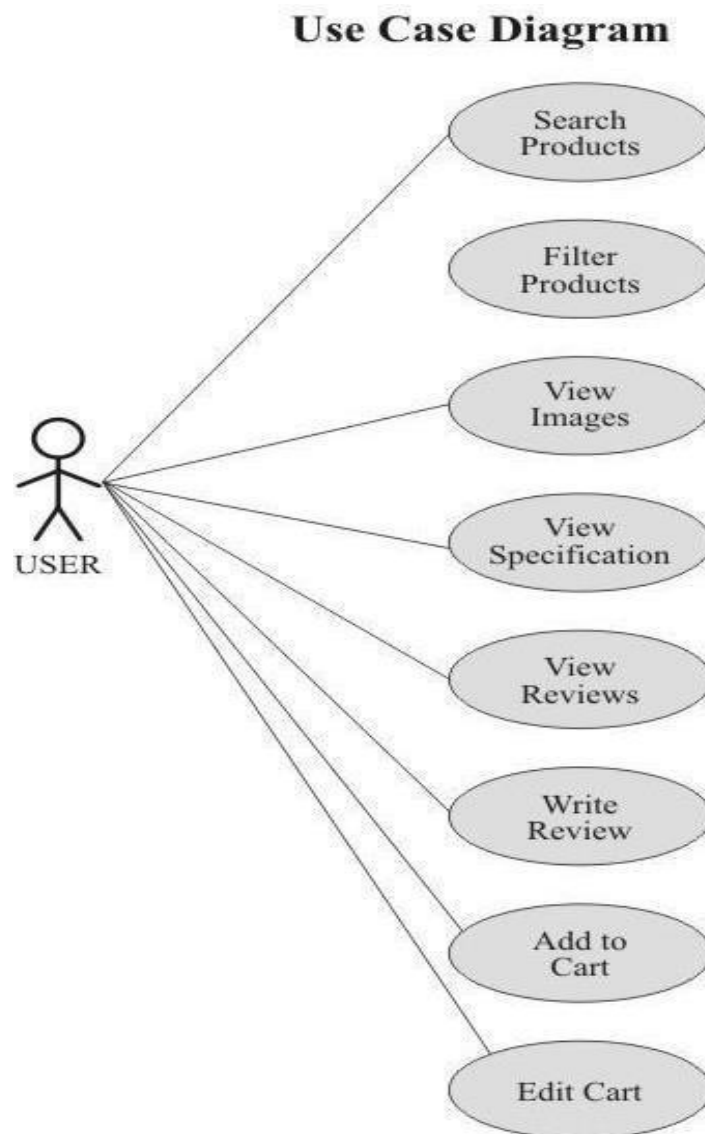 Use Case Diagram
Search
Products
Filter
Products
View
Images
View
Specification
USER
View
Reviews
Write
Review
Add to
Cart
Edit Cart